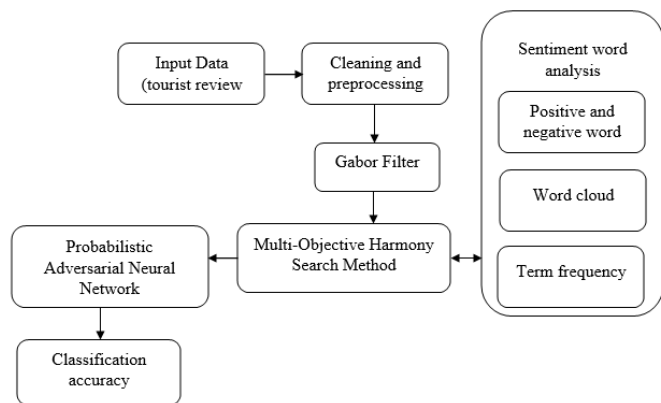 Input Data
(tourist review
Cleaning and
preprocessing
Sentiment word
analysis
Positive and
negative word
Gabor Filter
Word cloud
Probabilistic
Adversarial Neural
Network
Multi-Objective Harmony
Search Method
Term frequency
Classification
accuracy